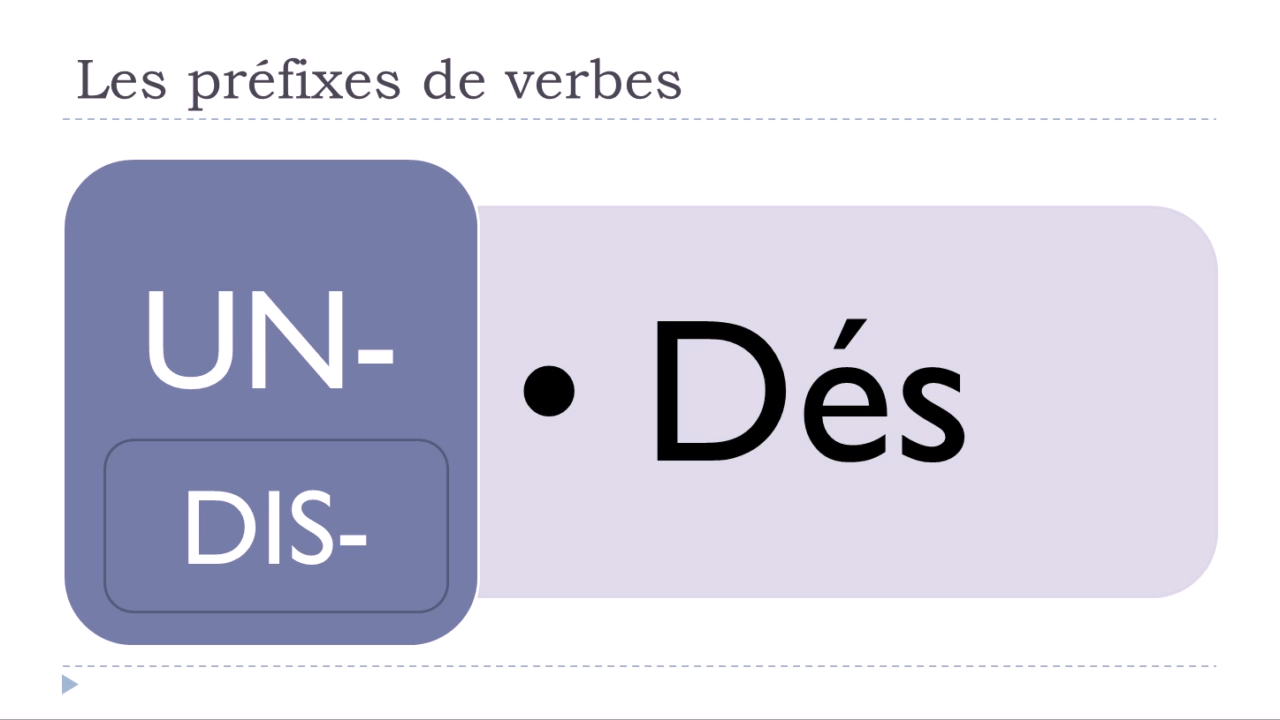 Les préfixes de verbes
UN-
DIS-
• Dés